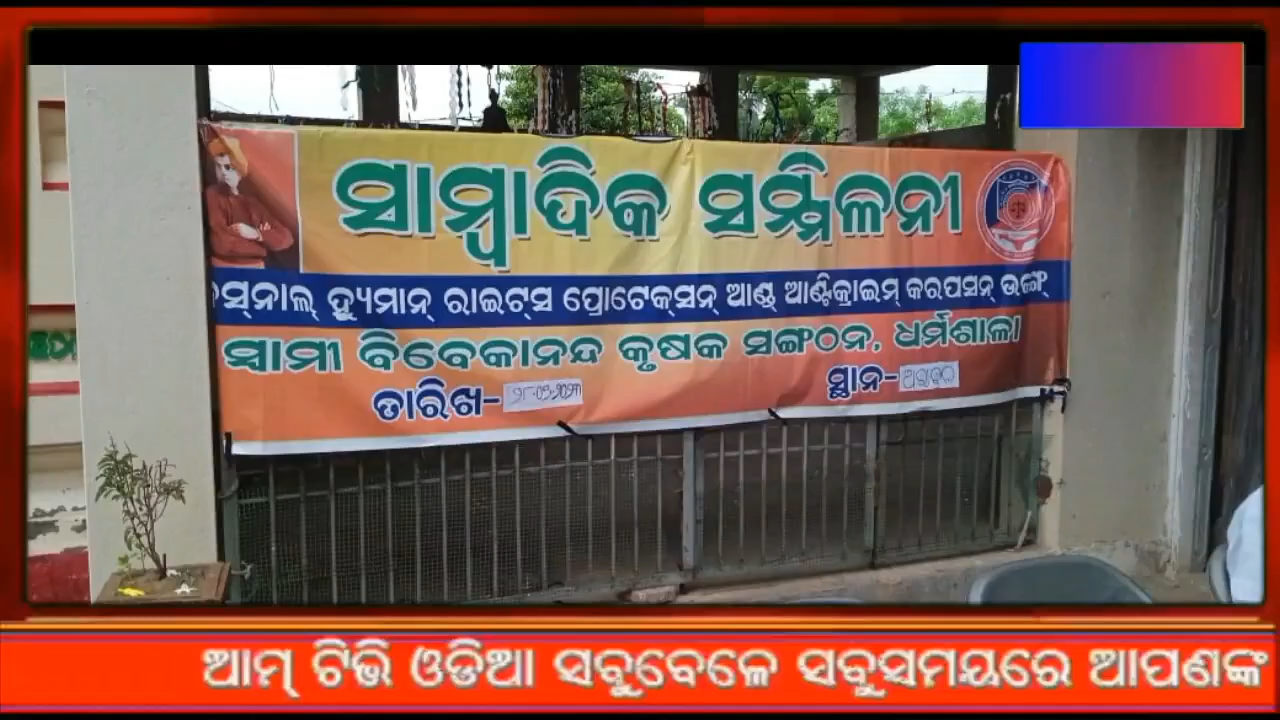 ସାମ୍ବାଦିକ ସମ୍ମିଳନୀ
ହ୍ୟୁମାନ୍ ରାଇଟ୍ସ ପ୍ରୋଟେକ୍ସନ୍ ଆଣ୍ଡ୍ ଆଣ୍ଟିକ୍ରାଇମ୍ କରପସନ୍
ସ୍ୱାମୀ ବିବେକାନନ୍ଦ କୃଷକ ସଙ୍ଗଠନ, ଧର୍ମଶାଳା
ତାରିଖ-
ସ୍ଥାନ-
ଆମ୍ ଟିଭି ଓଡିଆ ସବୁବେଳେ ସବୁସମୟରେ ଆପଣଙ୍କ